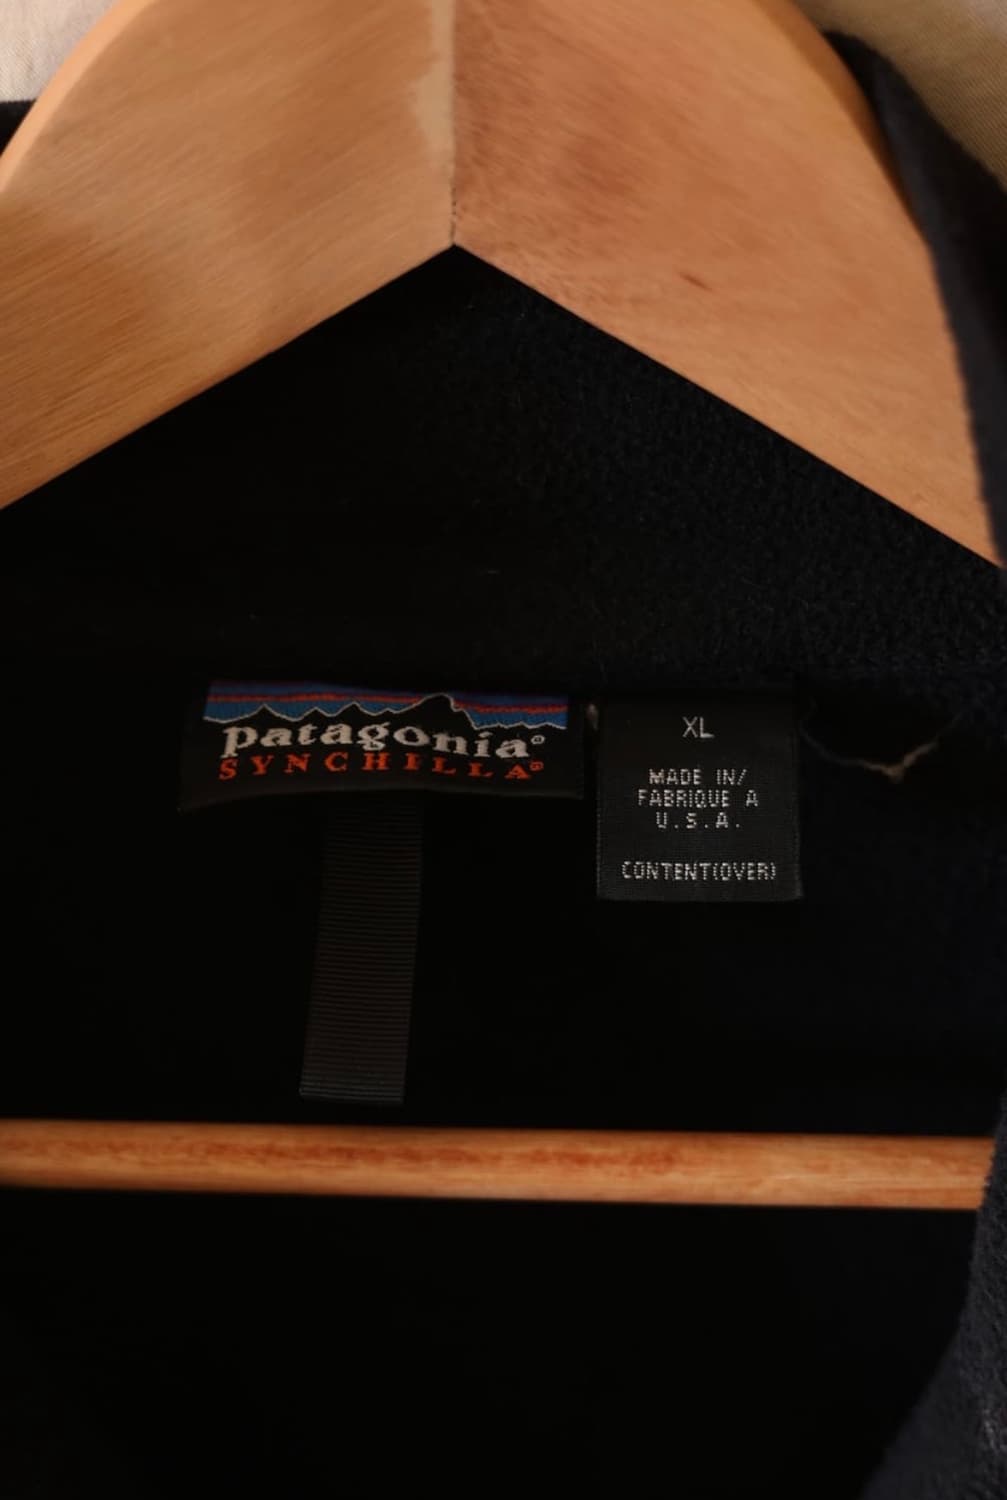 patagonia®
SYNCHILLA®
XL
MADE IN/
FABRIQUE A
U.S.A.
CONTENT(OVER)